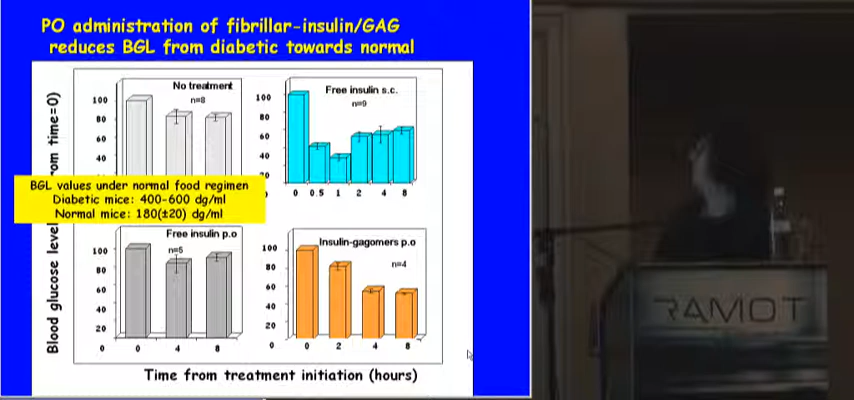 PO administration of fibrillar-insulin/GAG
reduces BGL from diabetic towards normal
No treatment
n=8
100
80
60
40
Free insulin s.c.
n=9
100
80
60
40
20
0 0.5 1 2 4 8
BGL values under normal food regimen
Diabetic mice: 400-600 dg/ml
Normal mice: 180(±20) dg/ml
Free insulin p.o
n=5
100
80
60
40
20
0
0 4 8
Insulin-gagomers p.o
n=4
100
80
60
40
20
0
0 2 4 8
Blood glucose level
om time=0)
Time from treatment initiation (hours)
RAMOT